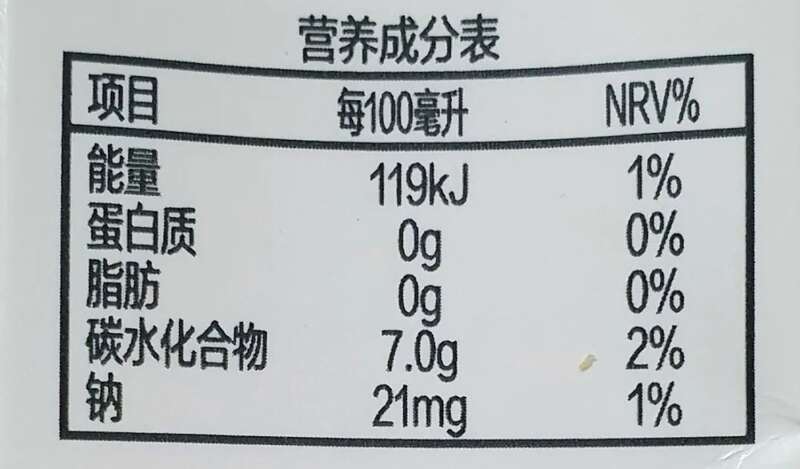 营养成分表
项目 每100毫升 NRV%
能量 119kJ 1%
蛋白质 0g 0%
脂肪 0g 0%
碳水化合物 7.0g 2%
钠 21mg 1%